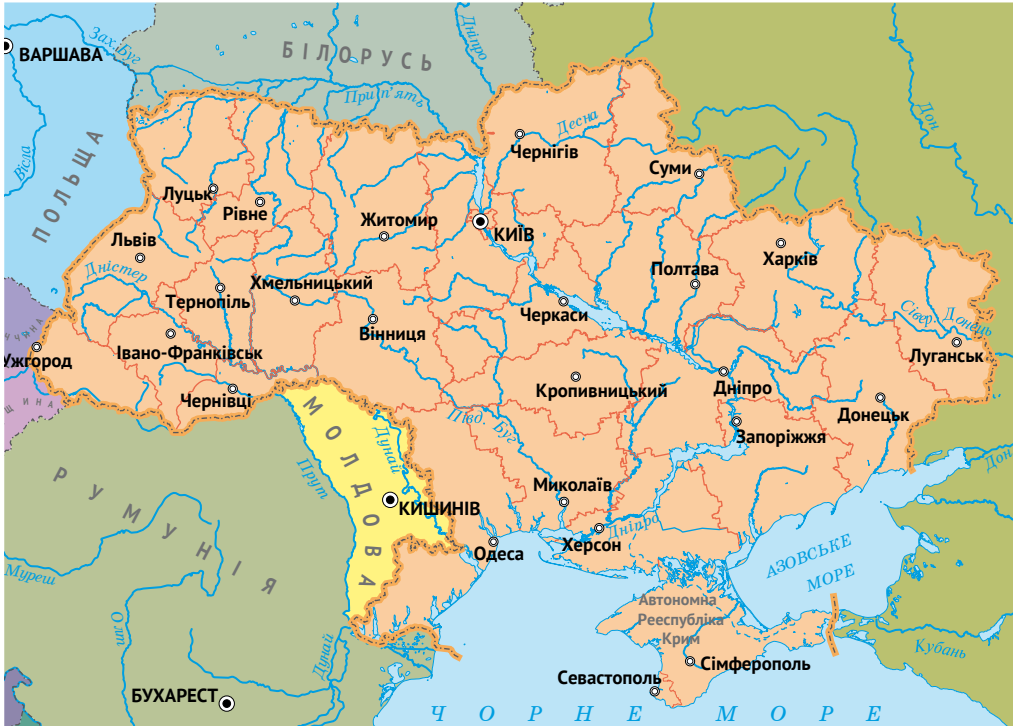 ВАРШАВА
Зах. Буг
БІЛОРУСЬ
Дніпро
Дон
Прип'ять
Десна
Чернігів
Вісла
ПОЛЬЩА
Суми
Луцьк
Рівне
Житомир
КИЇВ
Львів
Харків
Дністер
Полтава
Хмельницький
Тернопіль
Черкаси
Вінниця
Сівер. Донець
Івано-Франківськ
Луганськ
Ужгород
Кропивницький
Дніпро
Чернівці
Донецьк
МОЛДОВА
Півд. Буг
Запоріжжя
Дунай
Прут
Дон
РУМУНІЯ
Миколаїв
КИШИНІВ
Дніпро
Одеса
Херсон
АЗОВСЬКЕ
МОРЕ
Муреш
Автономна
Рееспубліка
Крим
Олт
Дунай
Кубань
Сімферополь
Севастополь
БУХАРЕСТ
ЧОРНЕ МОРЕ